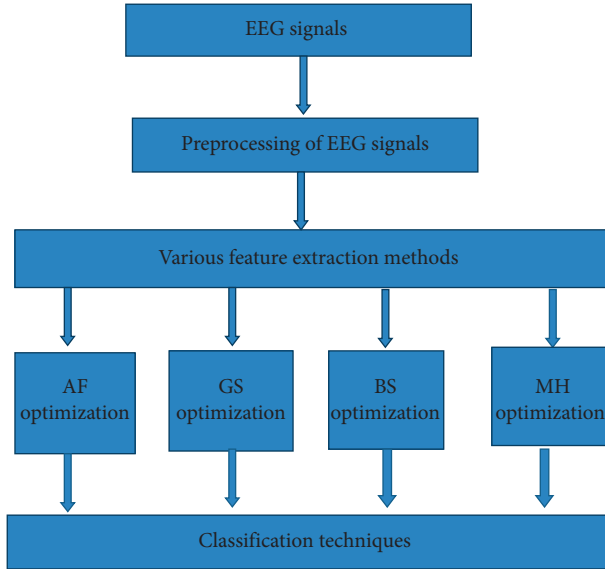 EEG signals
Preprocessing of EEG signals
Various feature extraction methods
AF
optimization
GS
optimization
BS
optimization
MH
optimization
Classification techniques